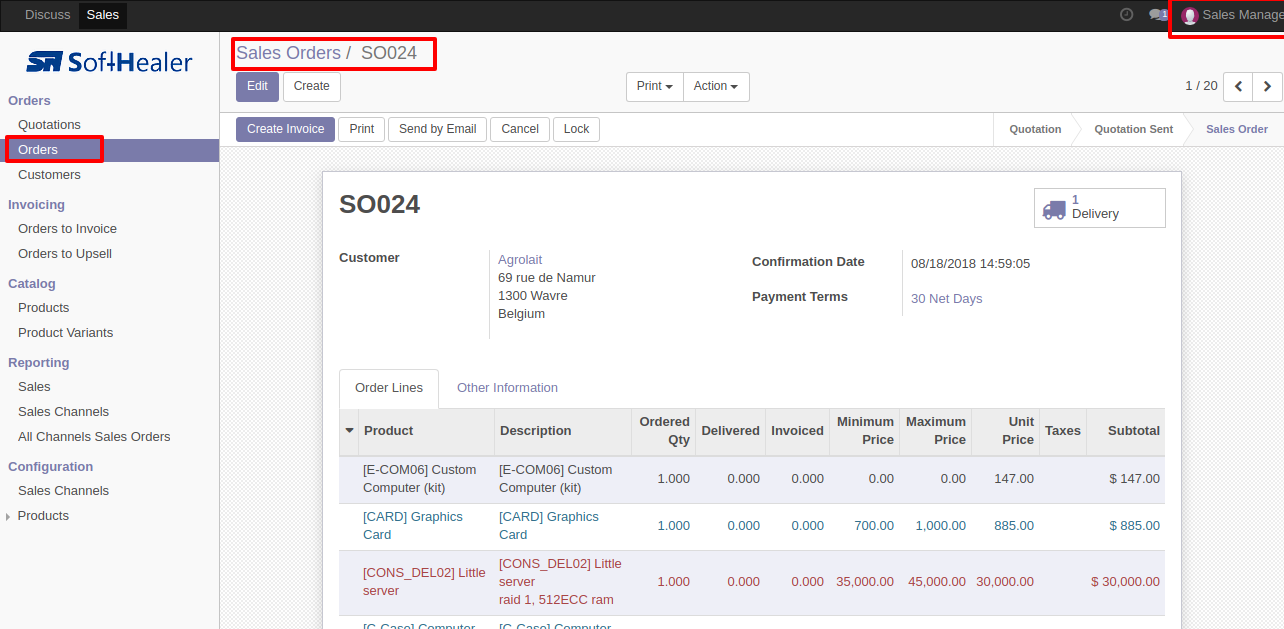 Discuss Sales 1 Sales Manage
SoftHealer
Sales Orders / SO024
Edit Create Print Action 1 / 20
Create Invoice Print Send by Email Cancel Lock Quotation Quotation Sent Sales Order
Orders
Quotations
Orders
Customers
Invoicing
Orders to Invoice
Orders to Upsell
Catalog
Products
Product Variants
Reporting
Sales
Sales Channels
All Channels Sales Orders
Configuration
Sales Channels
Products
SO024
1
Delivery
Customer
Agrolait
69 rue de Namur
1300 Wavre
Belgium
Confirmation Date 08/18/2018 14:59:05
Payment Terms 30 Net Days
Order Lines Other Information
Product Description Ordered Qty Delivered Invoiced Minimum Price Maximum Price Unit Price Taxes Subtotal
[E-COM06] Custom Computer (kit) [E-COM06] Custom Computer (kit) 1.000 0.000 0.000 0.00 0.00 147.00 $ 147.00
[CARD] Graphics Card [CARD] Graphics Card 1.000 0.000 0.000 700.00 1,000.00 885.00 $ 885.00
[CONS_DEL02] Little server [CONS_DEL02] Little server raid 1, 512ECC ram 1.000 0.000 0.000 35,000.00 45,000.00 30,000.00 $ 30,000.00
[C-Case] Computer [C-Case] Computer